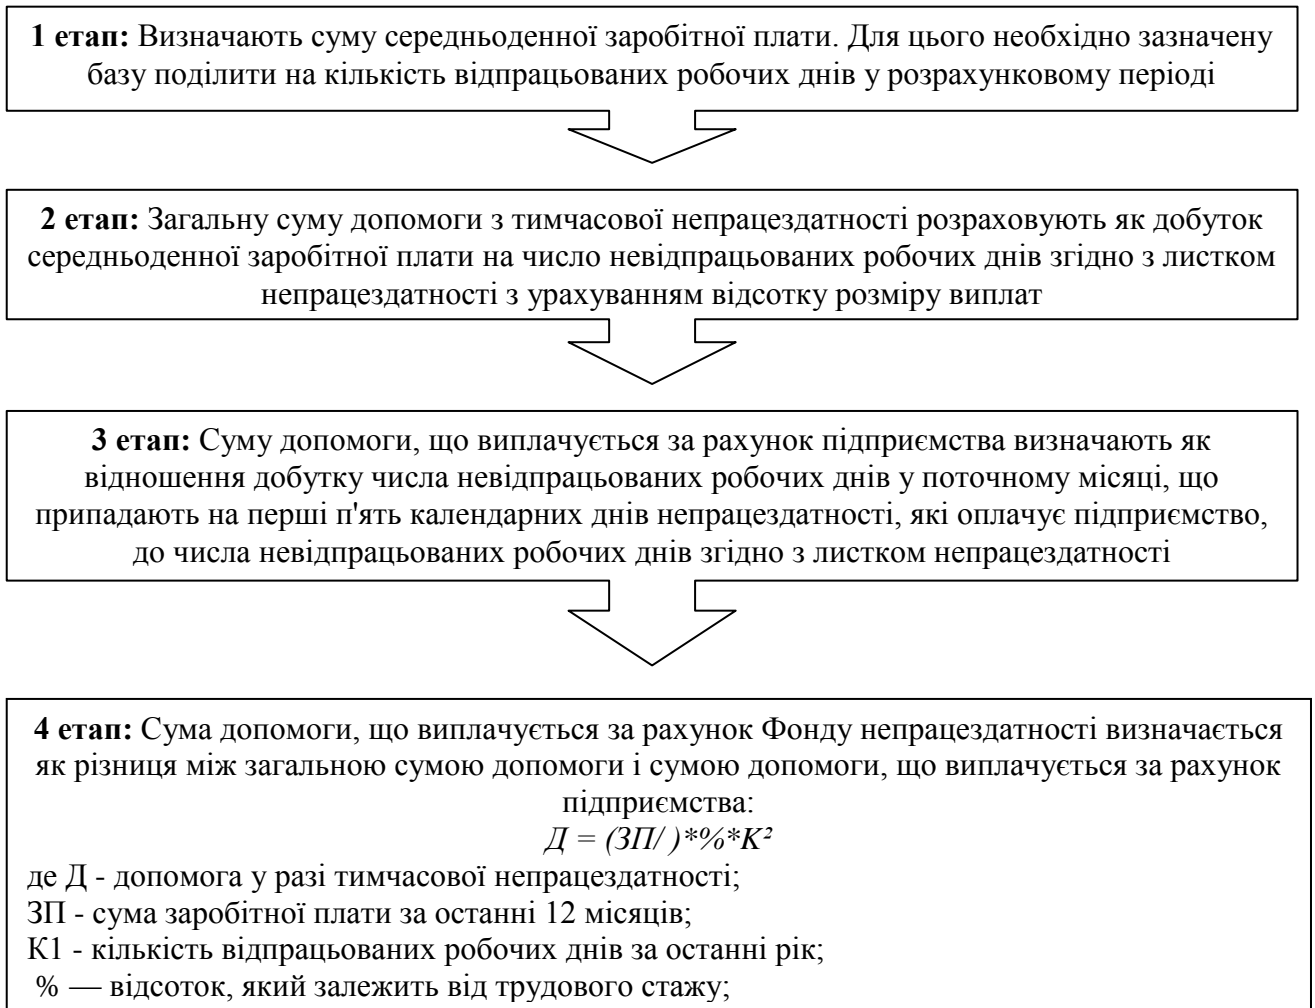 1 етап: Визначають суму середньоденної заробітної плати. Для цього необхідно зазначену
базу поділити на кількість відпрацьованих робочих днів у розрахунковому періоді
2 етап: Загальну суму допомоги з тимчасової непрацездатності розраховують як добуток
середньоденної заробітної плати на число невідпрацьованих робочих днів згідно з листком
непрацездатності з урахуванням відсотку розміру виплат
3 етап: Суму допомоги, що виплачується за рахунок підприємства визначають як
відношення добутку числа невідпрацьованих робочих днів у поточному місяці, що
припадають на перші п'ять календарних днів непрацездатності, які оплачує підприємство,
до числа невідпрацьованих робочих днів згідно з листком непрацездатності
4 етап: Сума допомоги, що виплачується за рахунок Фонду непрацездатності визначається
як різниця між загальною сумою допомоги і сумою допомоги, що виплачується за рахунок
підприємства:
Д = (ЗП/ )*%*К²
де Д - допомога у разі тимчасової непрацездатності;
ЗП - сума заробітної плати за останні 12 місяців;
К1 - кількість відпрацьованих робочих днів за останні рік;
% — відсоток, який залежить від трудового стажу;